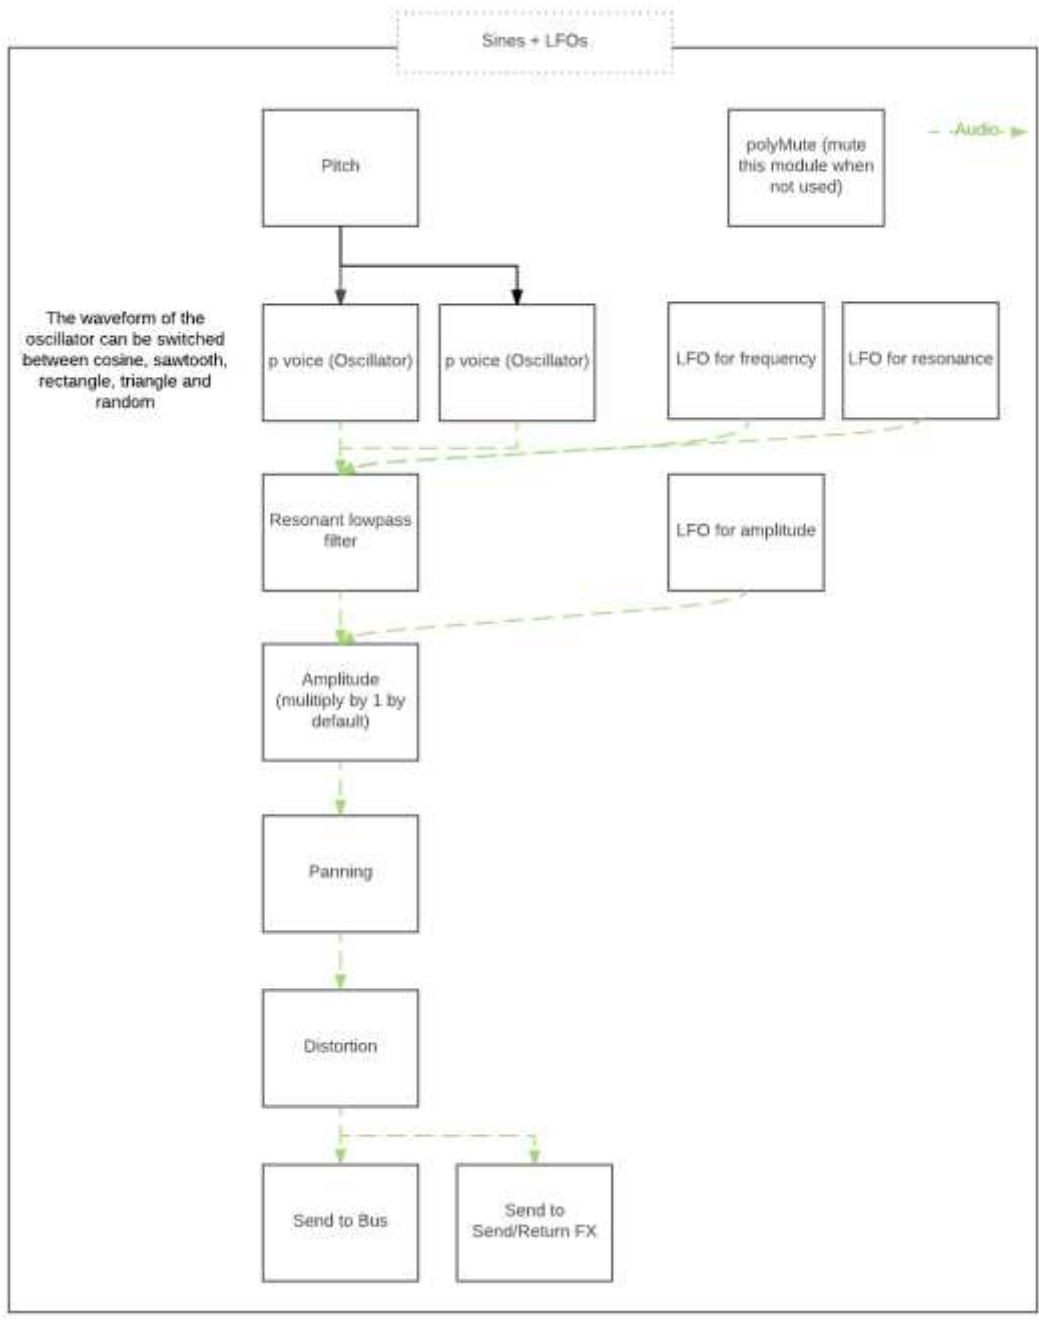 Sines + LFOs
Pitch
polyMute (mute
this module when
not used)
Audio
The waveform of the
oscillator can be switched
between cosine, sawtooth,
rectangle, triangle and
random
p voice (Oscillator)
p voice (Oscillator)
LFO for frequency
LFO for resonance
Resonant lowpass
filter
LFO for amplitude
Amplitude
(mulitiply by 1 by
default)
Panning
Distortion
Send to Bus
Send to
Send/Return FX